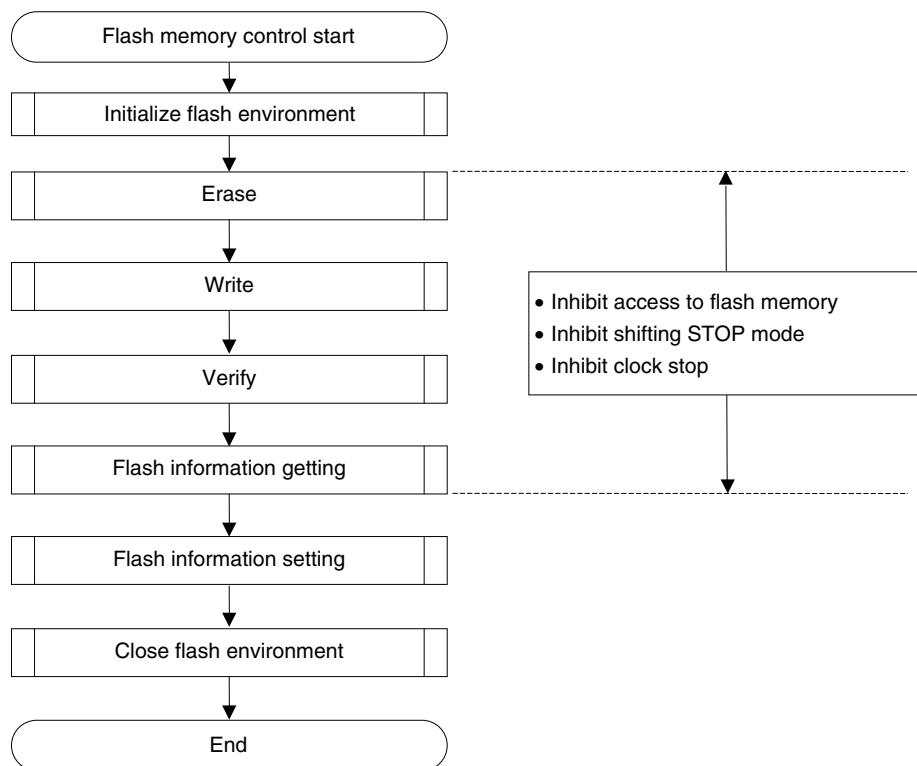 Flash memory control start
Initialize flash environment
Erase
Write
• Inhibit access to flash memory
• Inhibit shifting STOP mode
• Inhibit clock stop
Verify
Flash information getting
Flash information setting
Close flash environment
End